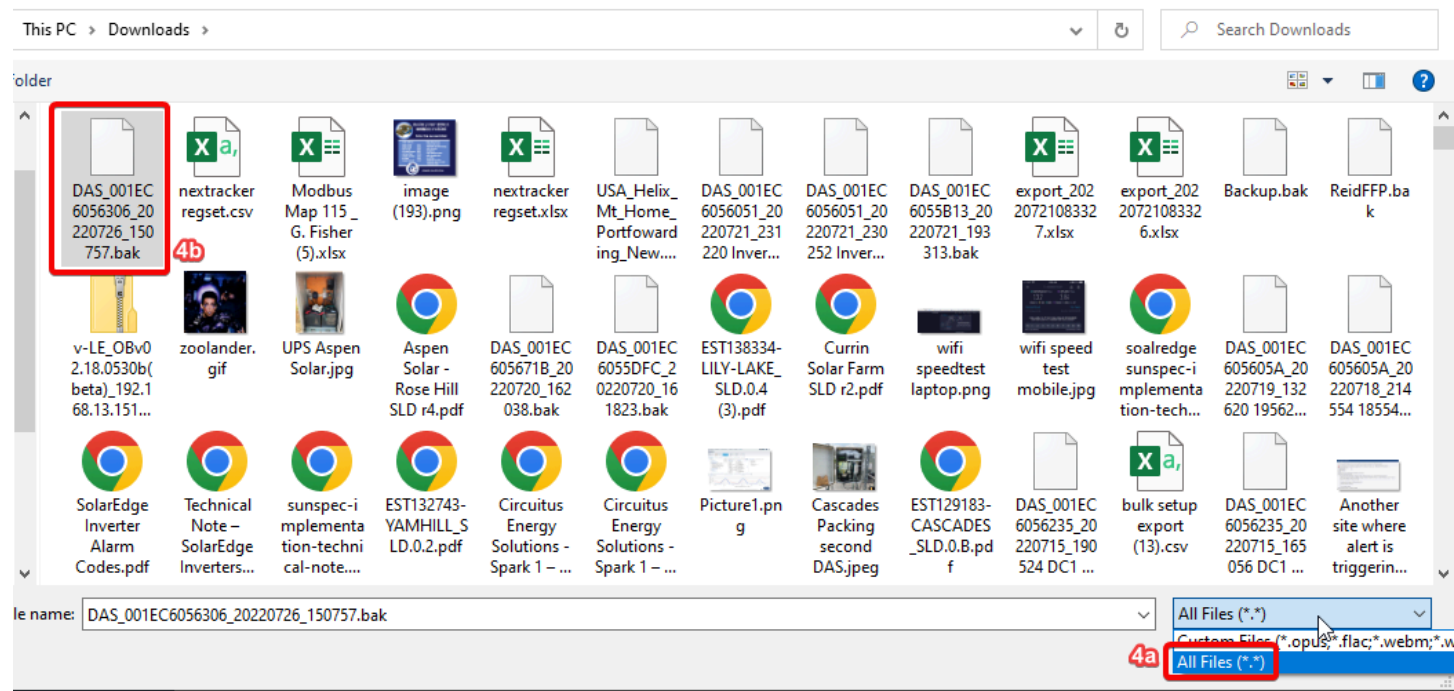 This PC > Downloads >
Search Downloads
older
DAS_001EC
6056306_20
220726_150
757.bak
4b
nextracker
regset.csv
Modbus
Map 115 _
G. Fisher
(5).xlsx
image
(193).png
nextracker
regset.xlsx
USA_Helix_
Mt_Home_
Portfoward
ing_New....
DAS_001EC
6056051_20
220721_231
220 Inver...
DAS_001EC
6056051_20
220721_230
252 Inver...
DAS_001EC
6055B13_20
220721_193
313.bak
export_202
2072108332
7.xlsx
export_202
2072108332
6.xlsx
Backup.bak
ReidFFP.ba
k
v-LE_OBv0
2.18.0530b(
beta)_192.1
68.13.151...
zoolander.
gif
UPS Aspen
Solar.jpg
Aspen
Solar -
Rose Hill
SLD r4.pdf
DAS_001EC
605671B_20
220720_162
038.bak
DAS_001EC
6055DFC_2
0220720_16
1823.bak
EST138334-
LILY-LAKE_
SLD.0.4
(3).pdf
Currin
Solar Farm
SLD r2.pdf
wifi
speedtest
laptop.png
wifi speed
test
mobile.jpg
soalredge
sunspec-i
mplementa
tion-tech...
DAS_001EC
605605A_20
220719_132
620 19562...
DAS_001EC
605605A_20
220718_214
554 18554...
SolarEdge
Inverter
Alarm
Codes.pdf
Technical
Note –
SolarEdge
Inverters...
sunspec-i
mplementa
tion-techni
cal-note....
EST132743-
YAMHILL_S
LD.0.2.pdf
Circuitus
Energy
Solutions -
Spark 1 – ...
Circuitus
Energy
Solutions -
Spark 1 – ...
Picture1.pn
g
Cascades
Packing
second
DAS.jpeg
EST129183-
CASCADES
_SLD.0.B.pd
f
DAS_001EC
6056235_20
220715_190
524 DC1 ...
bulk setup
export
(13).csv
DAS_001EC
6056235_20
220715_165
056 DC1 ...
Another
site where
alert is
triggerin...
le name: DAS_001EC6056306_20220726_150757.bak
All Files (*.*)
Custom Files (*.opus;*.flac;*.webm;*.w
4a
All Files (*.*)